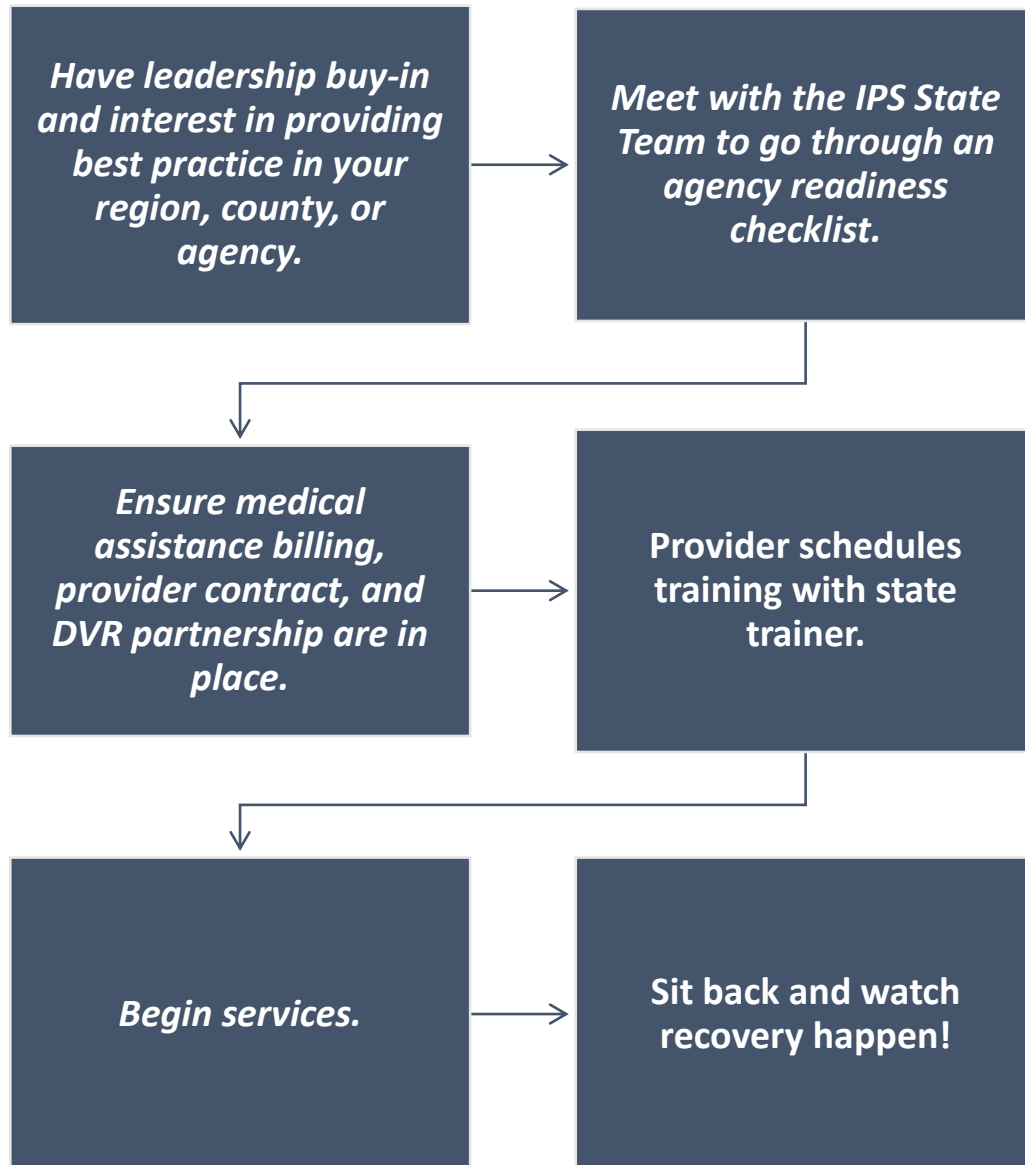 Have leadership buy-in
and interest in providing
best practice in your
region, county, or
agency.
Meet with the IPS State
Team to go through an
agency readiness
checklist.
Ensure medical
assistance billing,
provider contract, and
DVR partnership are in
place.
Provider schedules
training with state
trainer.
Begin services.
Sit back and watch
recovery happen!